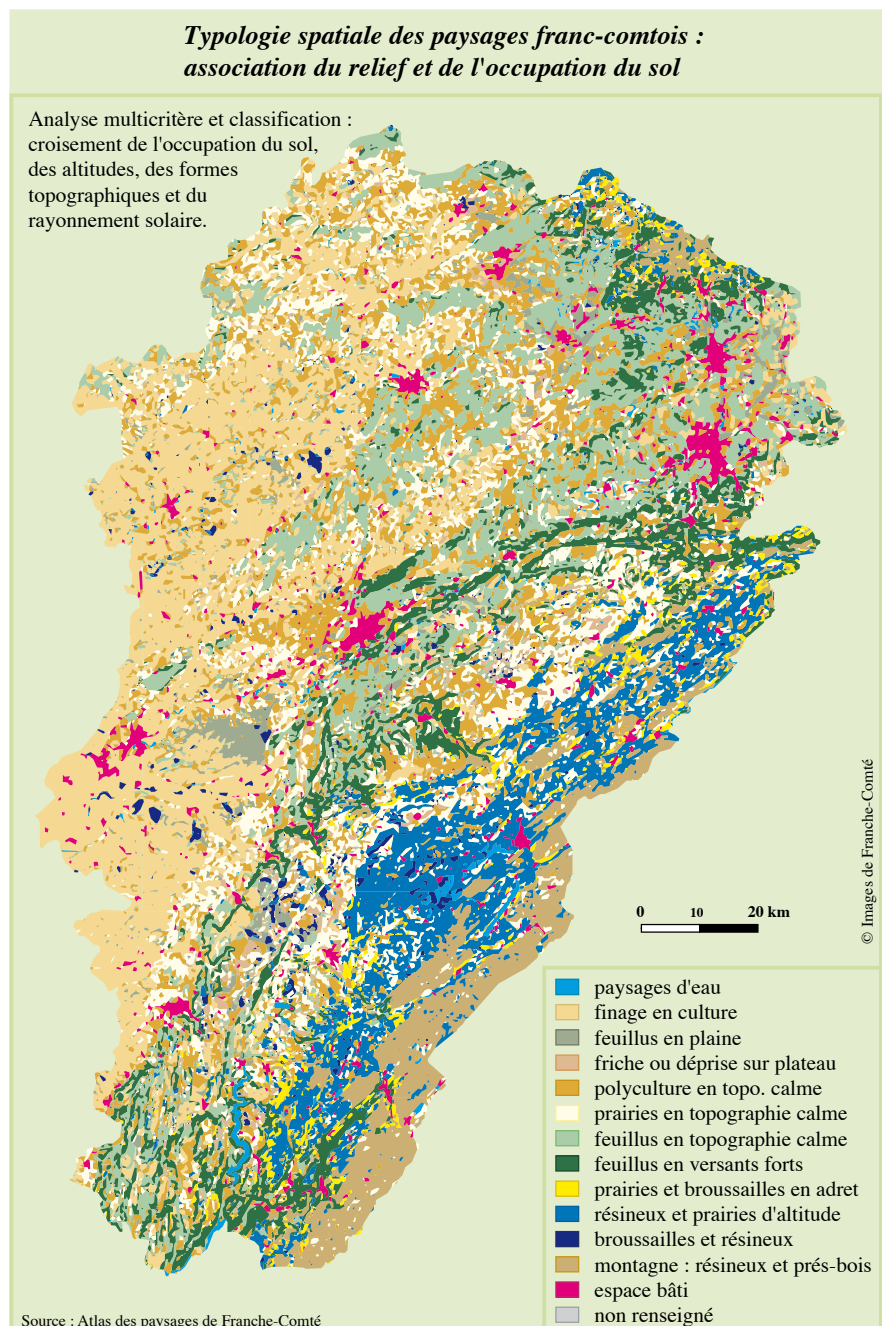 Typologie spatiale des paysages franc-comtois :
association du relief et de l'occupation du sol
Analyse multicritère et classification :
croisement de l'occupation du sol,
des altitudes, des formes
topographiques et du
rayonnement solaire.
© Images de Franche-Comté
0 10 20 km
paysages d'eau
finage en culture
feuillus en plaine
friche ou déprise sur plateau
polyculture en topo. calme
prairies en topographie calme
feuillus en topographie calme
feuillus en versants forts
prairies et broussailles en adret
résineux et prairies d'altitude
broussailles et résineux
montagne : résineux et prés-bois
espace bâti
non renseigné
Source : Atlas des paysages de Franche-Comté